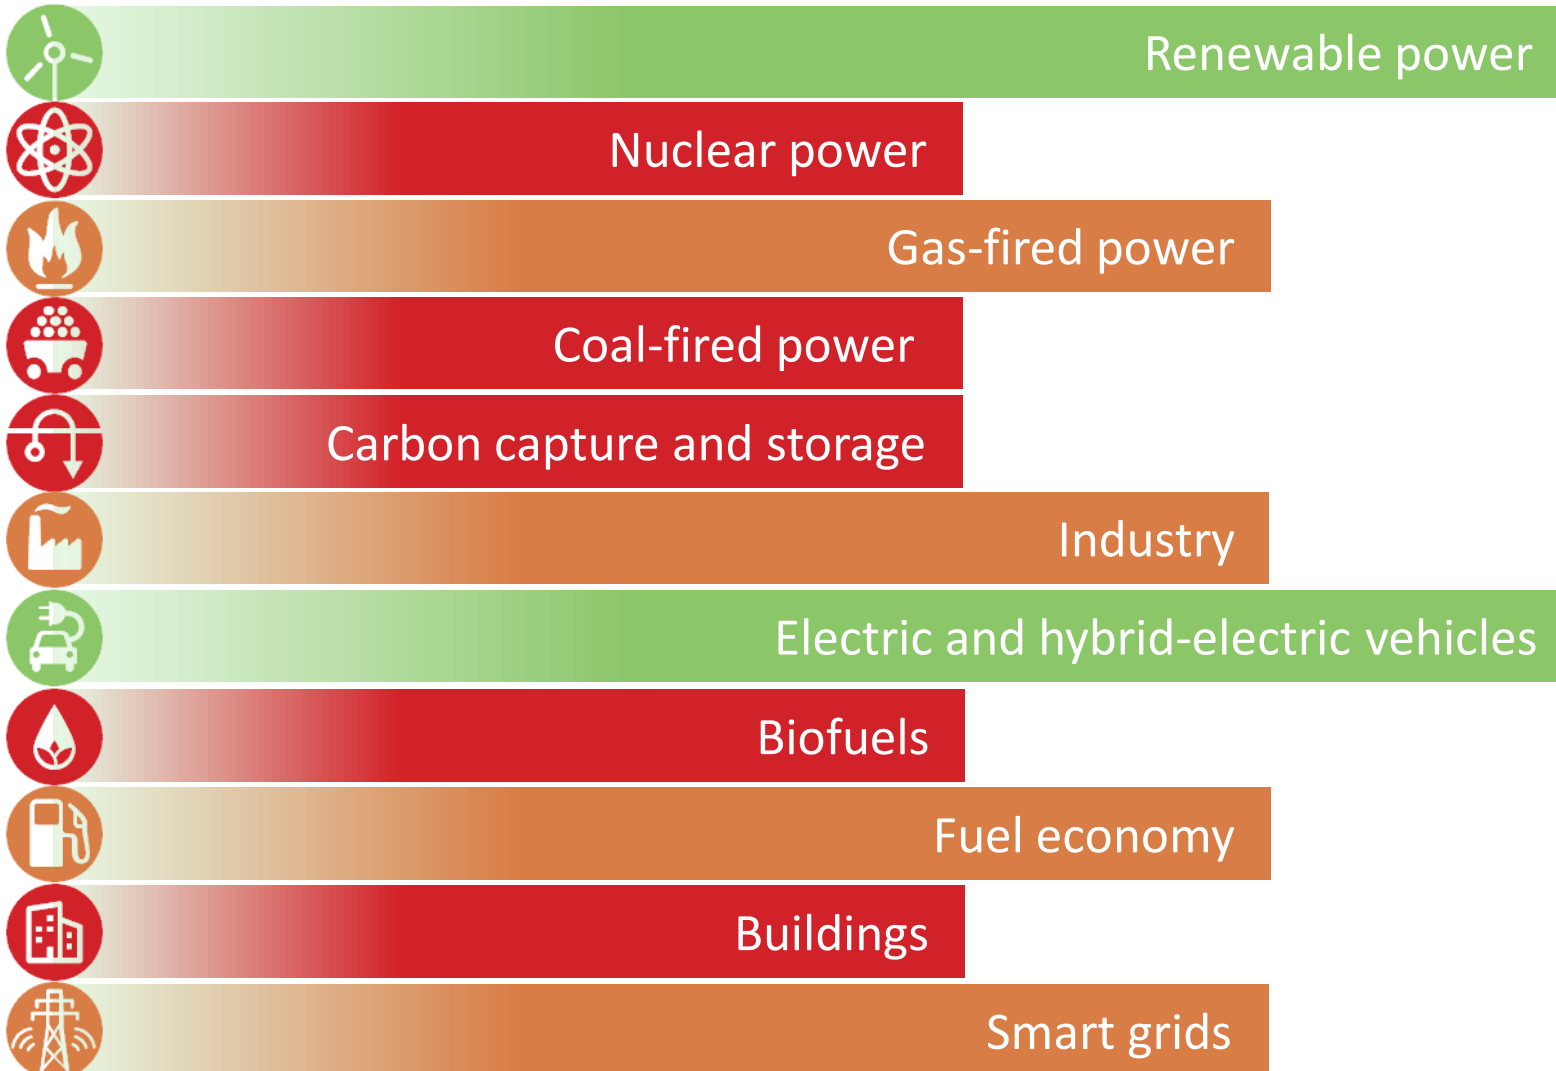 Renewable power
Nuclear power
Gas-fired power
Coal-fired power
Carbon capture and storage
Industry
Electric and hybrid-electric vehicles
Biofuels
Fuel economy
Buildings
Smart grids